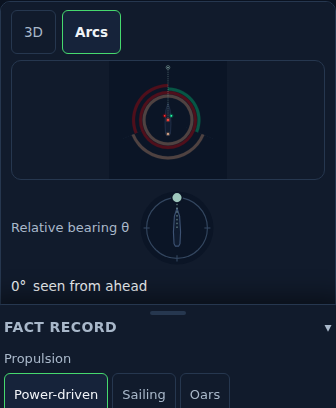 3D
Arcs
Relative bearing θ
0° seen from ahead
FACT RECORD ▼
Propulsion
Power-driven
Sailing
Oars